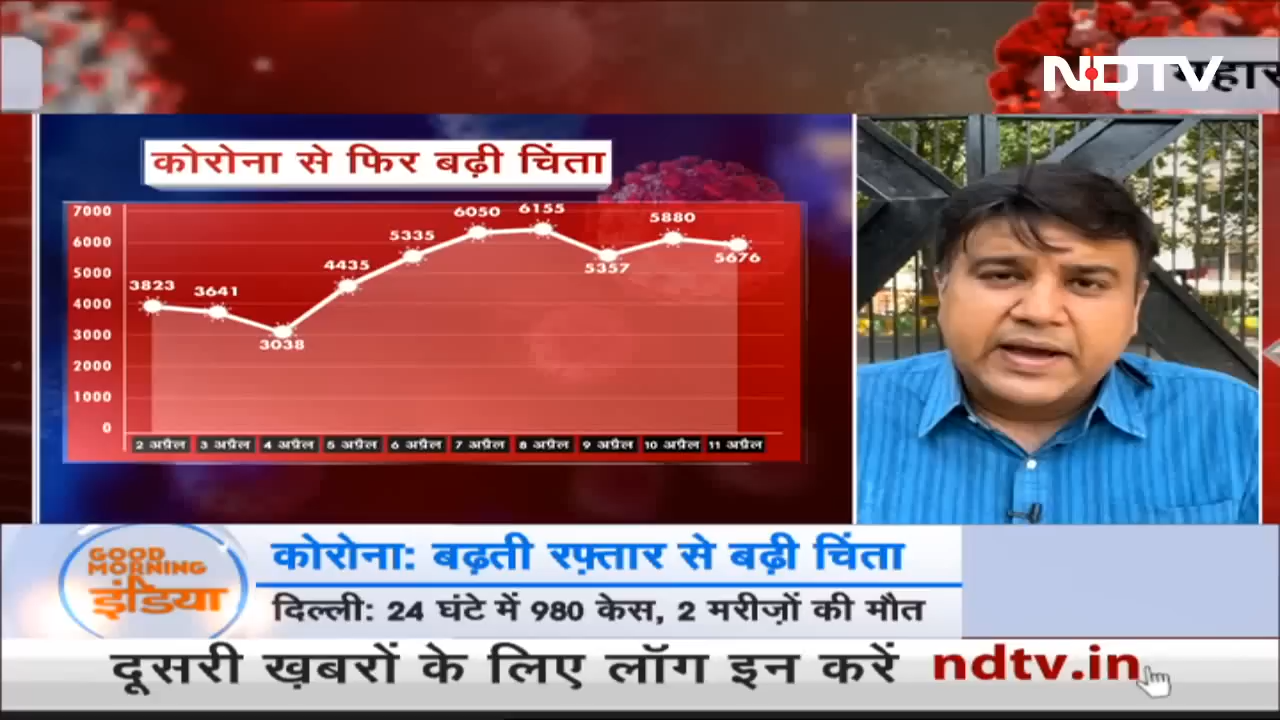 NDTV
कोरोना से फिर बढ़ी चिंता
7000
6000
5000
4000
3000
2000
1000
0
3823
3641
3038
4435
5335
6050
6155
5357
5880
5676
2 अप्रैल 3 अप्रैल 4 अप्रैल 5 अप्रैल 6 अप्रैल 7 अप्रैल 8 अप्रैल 9 अप्रैल 10 अप्रैल 11 अप्रैल
GOOD
MORNING
इंडिया
कोरोना: बढ़ती रफ़्तार से बढ़ी चिंता
दिल्ली: 24 घंटे में 980 केस, 2 मरीज़ों की मौत
दूसरी ख़बरों के लिए लॉग इन करें ndtv.in